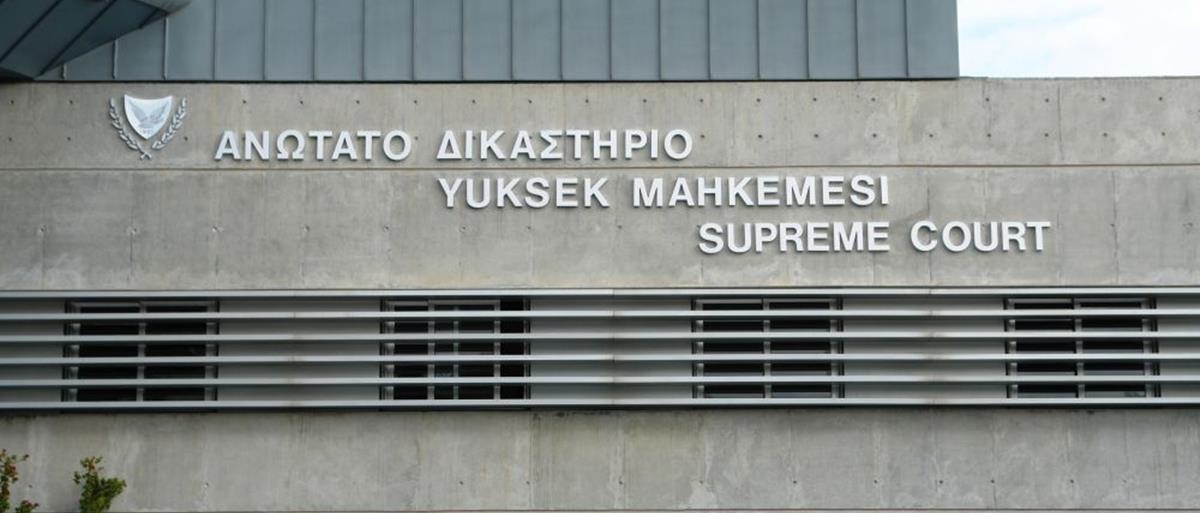 ΑΝΩΤΑΤΟ ΔΙΚΑΣΤΗΡΙΟ
YUKSEK MAHKEMESI
SUPREME COURT